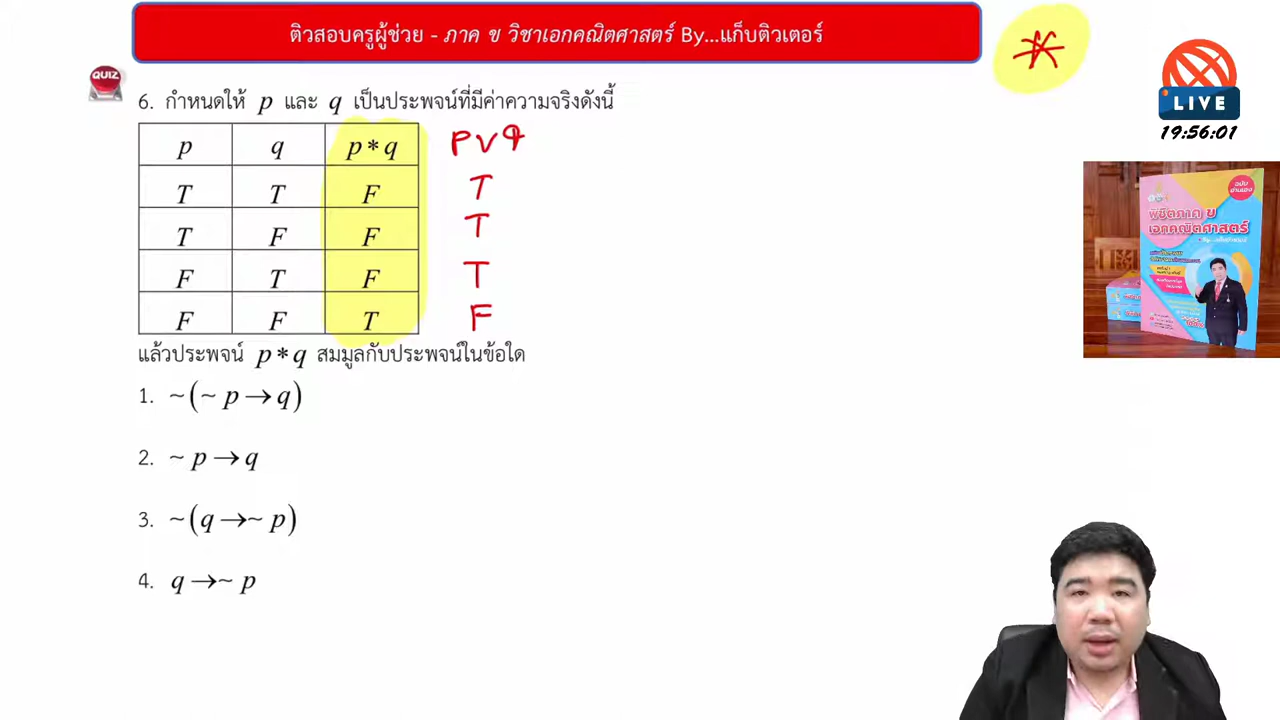 ติวสอบครูผู้ช่วย - ภาค ข วิชาเอกคณิตศาสตร์ By...แก็บติวเตอร์
*
LIVE
19:56:01
QUIZ
6. กำหนดให้ p และ q เป็นประพจน์ที่มีค่าความจริงดังนี้
p q p * q p ∨ q
T T F T
T F F T
F T F T
F F T F
แล้วประพจน์ p * q สมมูลกับประพจน์ในข้อใด
1. ~(~ p → q)
2. ~ p → q
3. ~(q →~ p)
4. q →~ p
พิชิตภาค ข
เอกคณิตศาสตร์